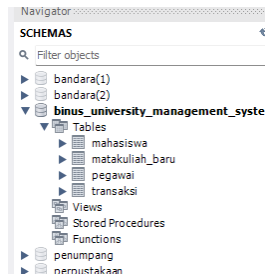 Navigator
SCHEMAS
Filter objects
bandara(1)
bandara(2)
binus_university_management_syste
Tables
mahasiswa
matakuliah_baru
pegawai
transaksi
Views
Stored Procedures
Functions
penumpang
perpustakaan